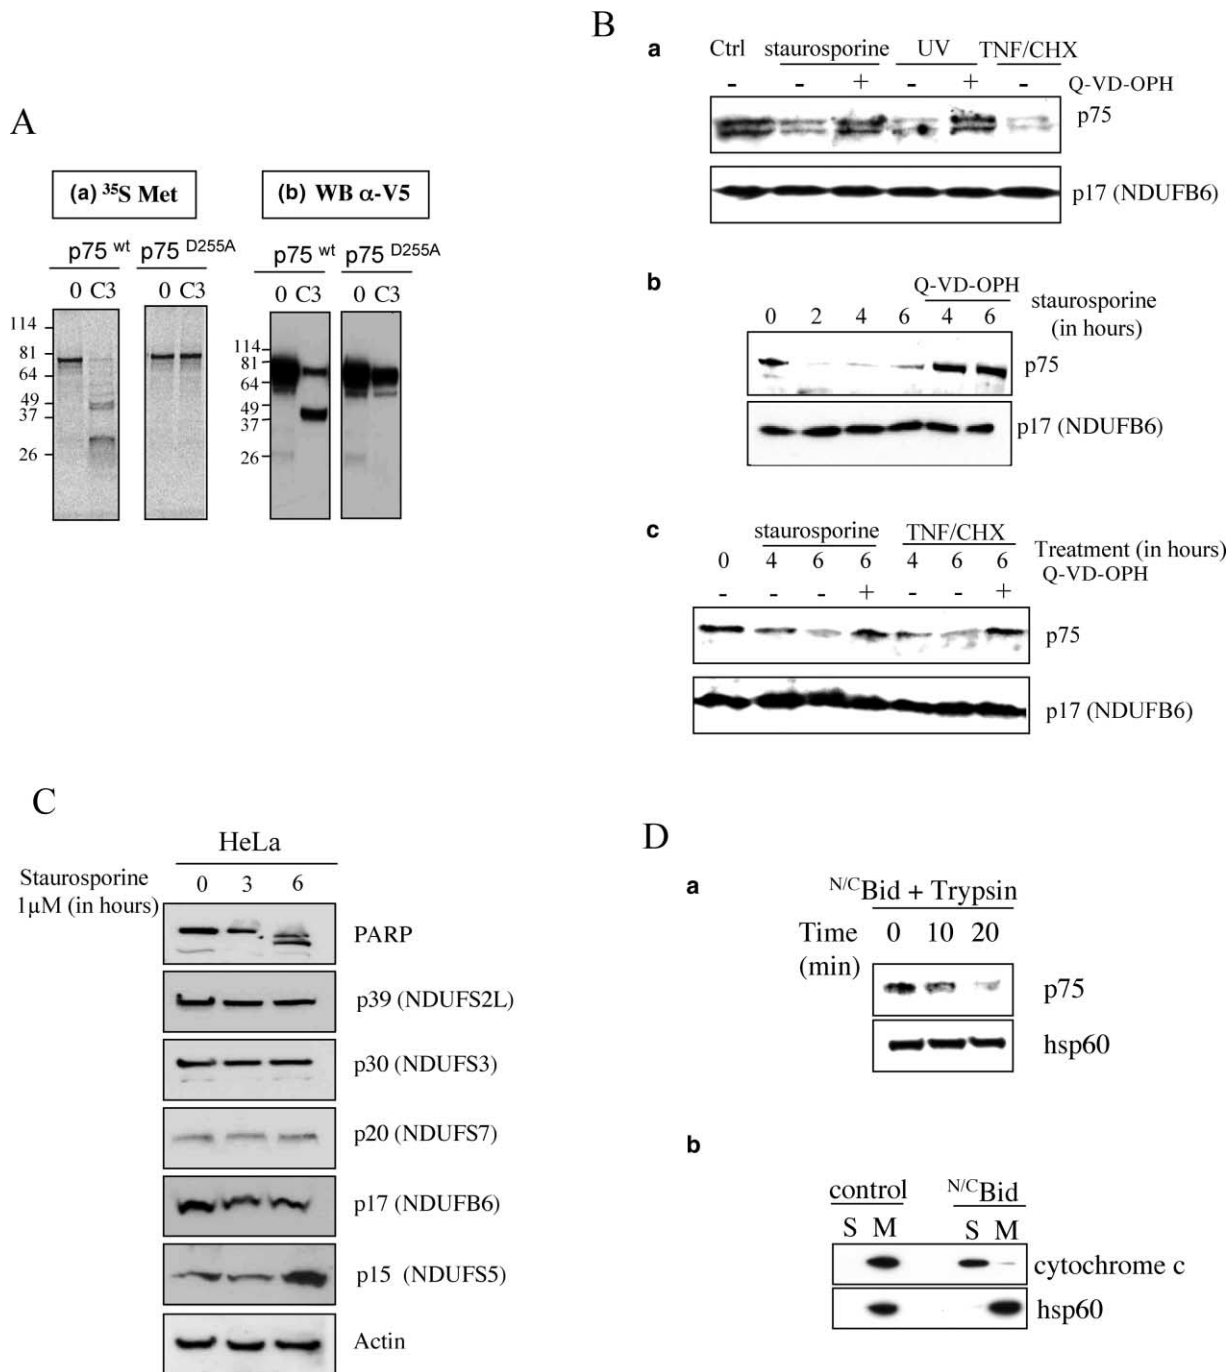 A
(a) ³⁵S Met
(b) WB α-V5
p75 wt p75 D255A
p75 wt p75 D255A
0 C3 0 C3
0 C3 0 C3
114
81
64
49
37
26
114
81
64
49
37
26
B
a
Ctrl staurosporine UV TNF/CHX
- - + - + - Q-VD-OPH
p75
p17 (NDUFB6)
b
Q-VD-OPH
0 2 4 6 4 6 staurosporine
(in hours)
p75
p17 (NDUFB6)
c
staurosporine TNF/CHX
0 4 6 6 4 6 6 Treatment (in hours)
Q-VD-OPH
- - - + - - +
p75
p17 (NDUFB6)
C
HeLa
Staurosporine
1µM (in hours)
0 3 6
PARP
p39 (NDUFS2L)
p30 (NDUFS3)
p20 (NDUFS7)
p17 (NDUFB6)
p15 (NDUFS5)
Actin
D
a
N/CBid + Trypsin
Time 0 10 20
(min)
p75
hsp60
b
control N/CBid
S M S M
cytochrome c
hsp60